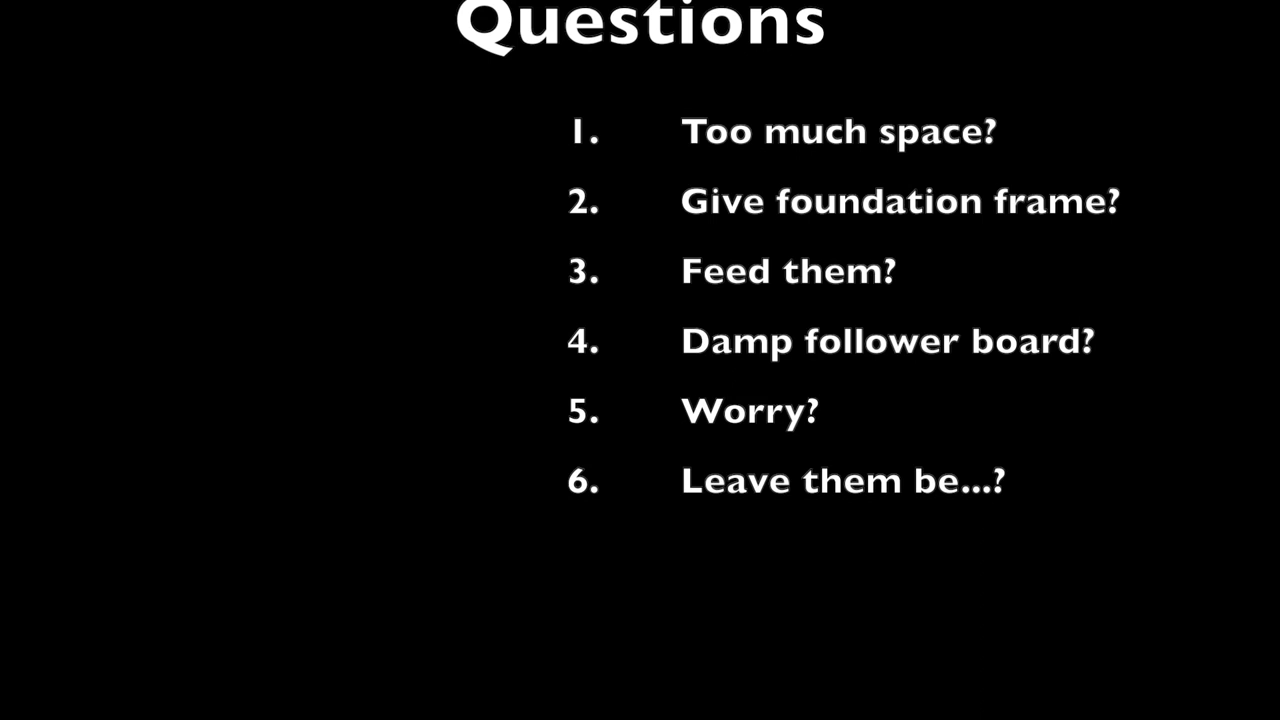 Questions
1. Too much space?
2. Give foundation frame?
3. Feed them?
4. Damp follower board?
5. Worry?
6. Leave them be...?